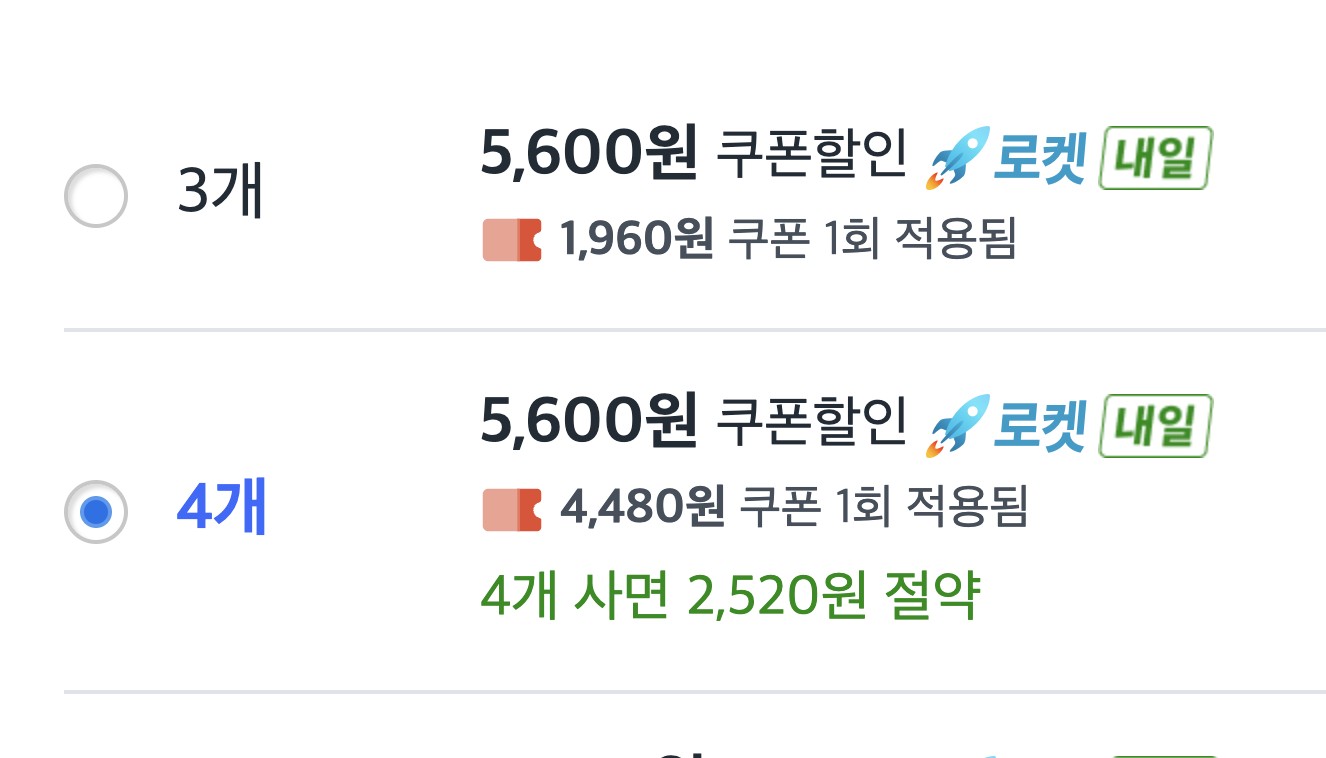 3개
5,600원 쿠폰할인 로켓 내일
1,960원 쿠폰 1회 적용됨
4개
5,600원 쿠폰할인 로켓 내일
4,480원 쿠폰 1회 적용됨
4개 사면 2,520원 절약